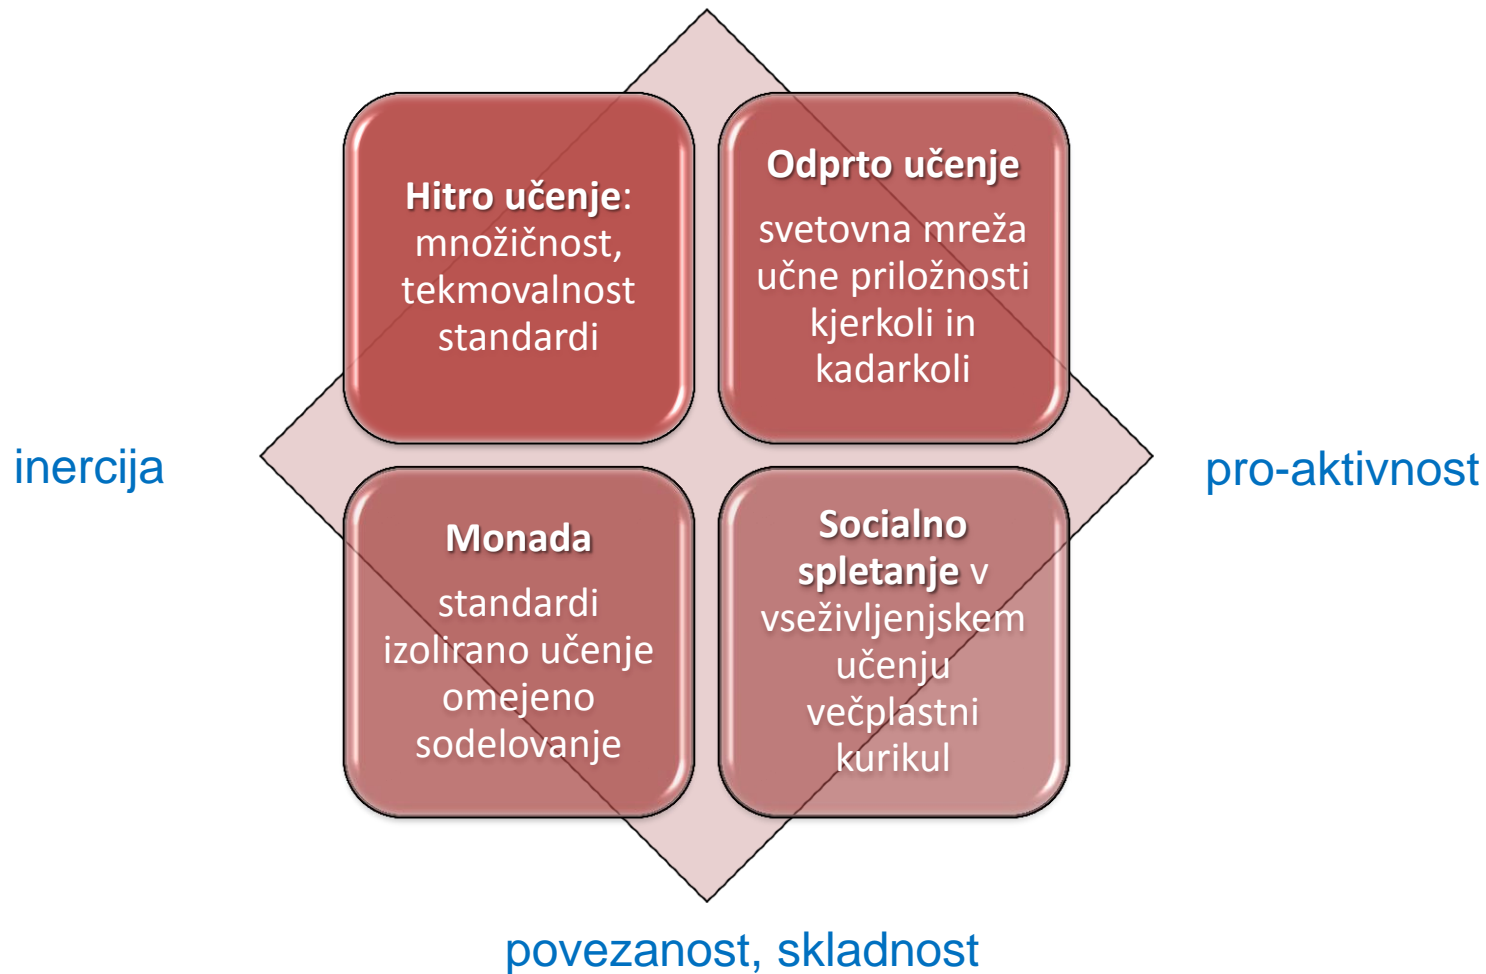 Hitro učenje:
množičnost,
tekmovalnost
standardi
Odprto učenje
svetovna mreža
učne priložnosti
kjerkoli in
kadarkoli
inercija
pro-aktivnost
Monada
standardi
izolirano učenje
omejeno
sodelovanje
Socialno
spletanje v
vseživljenjskem
učenju
večplastni
kurikul
povezanost, skladnost